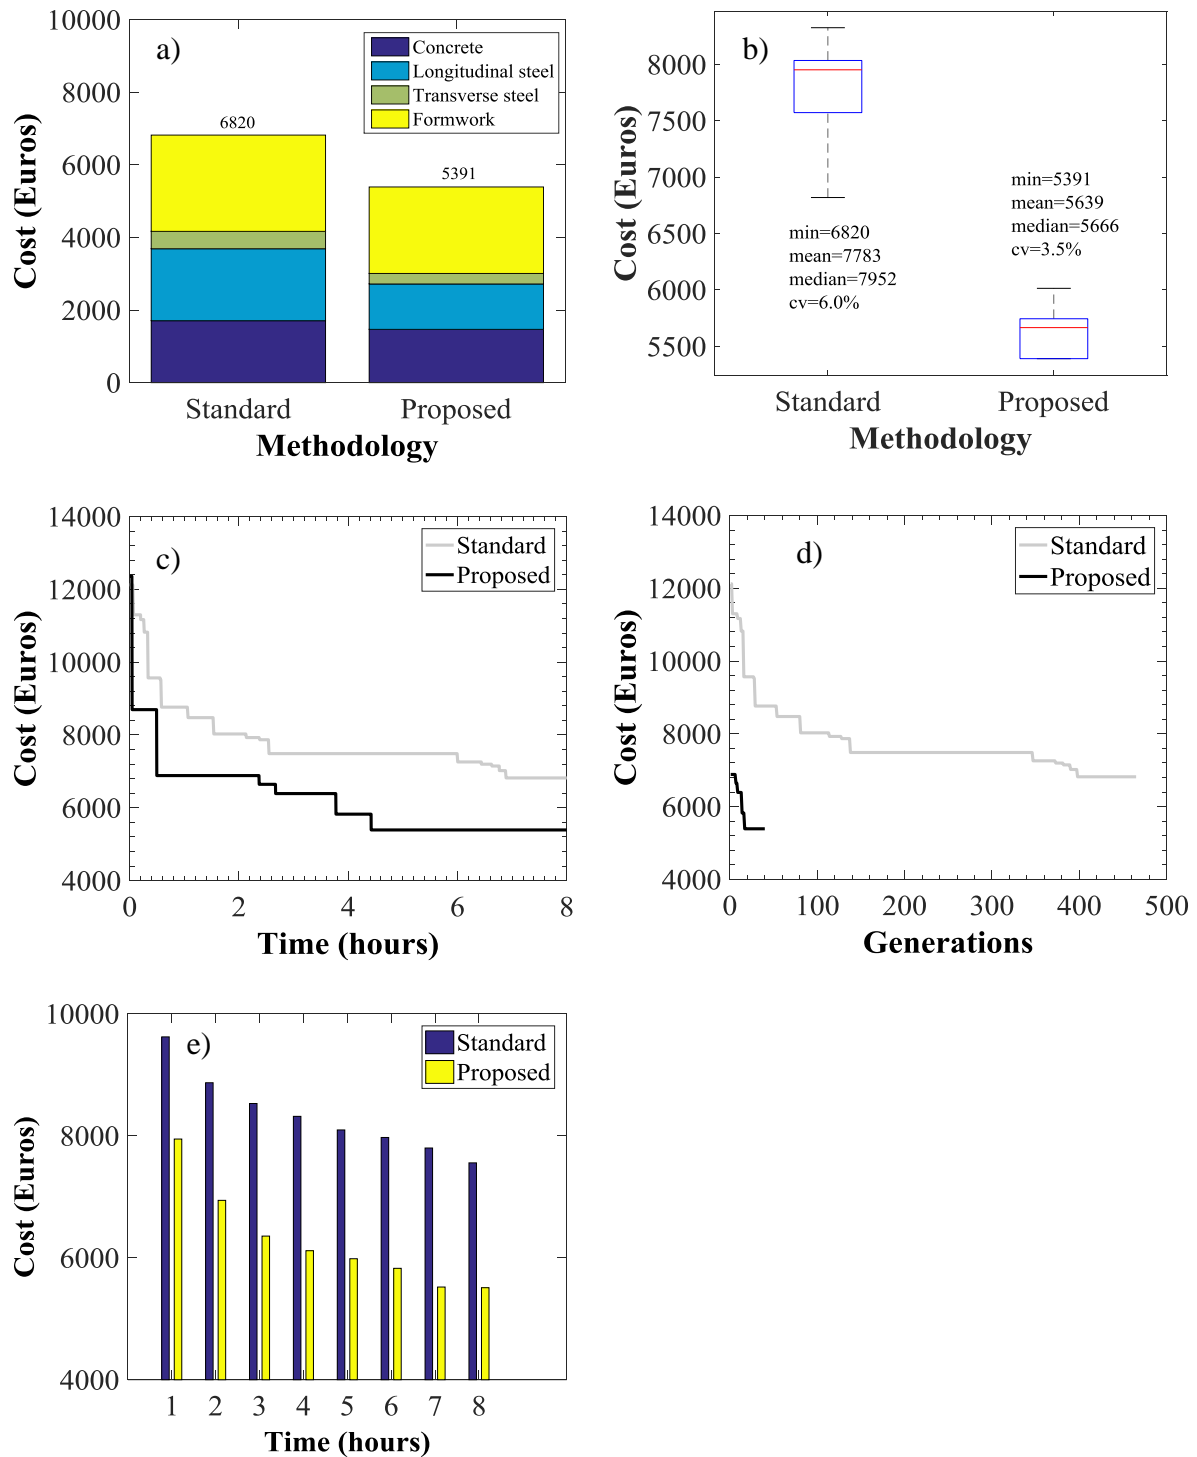 a)
10000
8000
6000
4000
2000
0
Cost (Euros)
Concrete
Longitudinal steel
Transverse steel
Formwork
6820
5391
Standard
Proposed
Methodology
b)
8000
7500
7000
6500
6000
5500
Cost (Euros)
min=6820
mean=7783
median=7952
cv=6.0%
min=5391
mean=5639
median=5666
cv=3.5%
Standard
Proposed
Methodology
c)
14000
12000
10000
8000
6000
4000
Cost (Euros)
Standard
Proposed
0 2 4 6 8
Time (hours)
d)
14000
12000
10000
8000
6000
4000
Cost (Euros)
Standard
Proposed
0 100 200 300 400 500
Generations
e)
10000
8000
6000
4000
Cost (Euros)
Standard
Proposed
1 2 3 4 5 6 7 8
Time (hours)